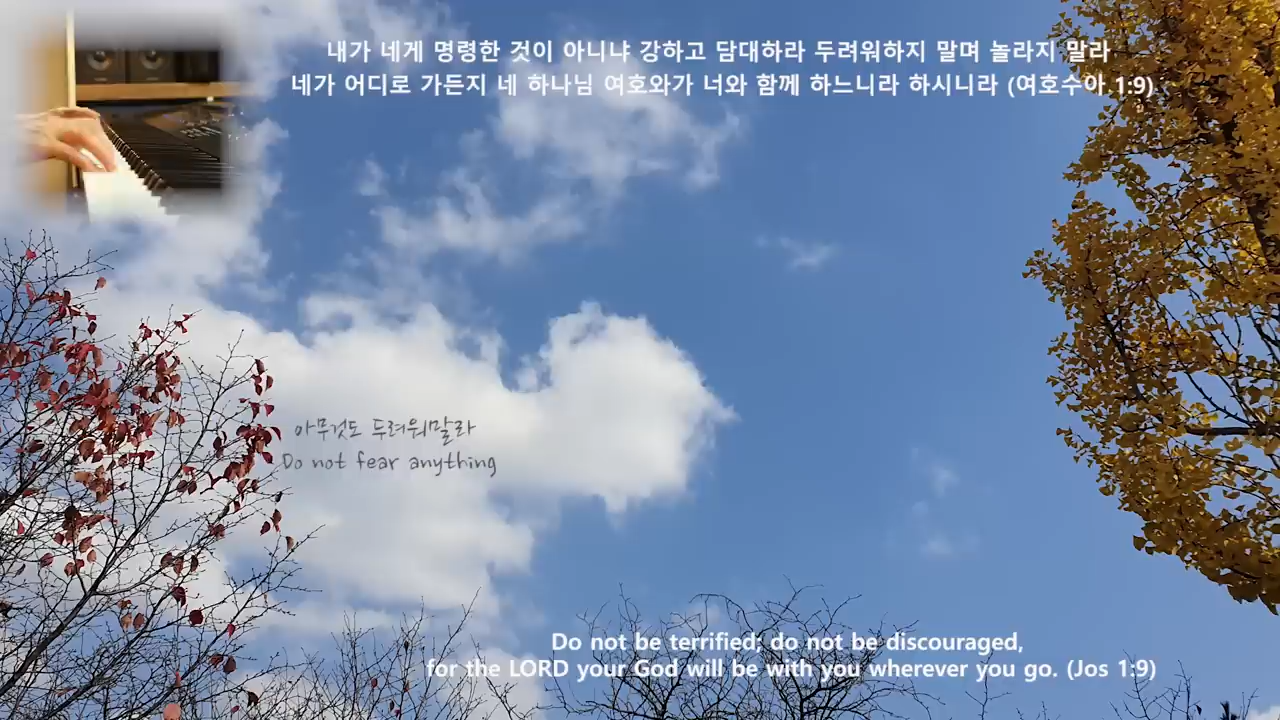 내가 네게 명령한 것이 아니냐 강하고 담대하라 두려워하지 말며 놀라지 말라
네가 어디로 가든지 네 하나님 여호와가 너와 함께 하느니라 하시니라 (여호수아 1:9)
아무것도 두려워말라
Do not fear anything
Do not be terrified; do not be discouraged,
for the LORD your God will be with you wherever you go. (Jos 1:9)